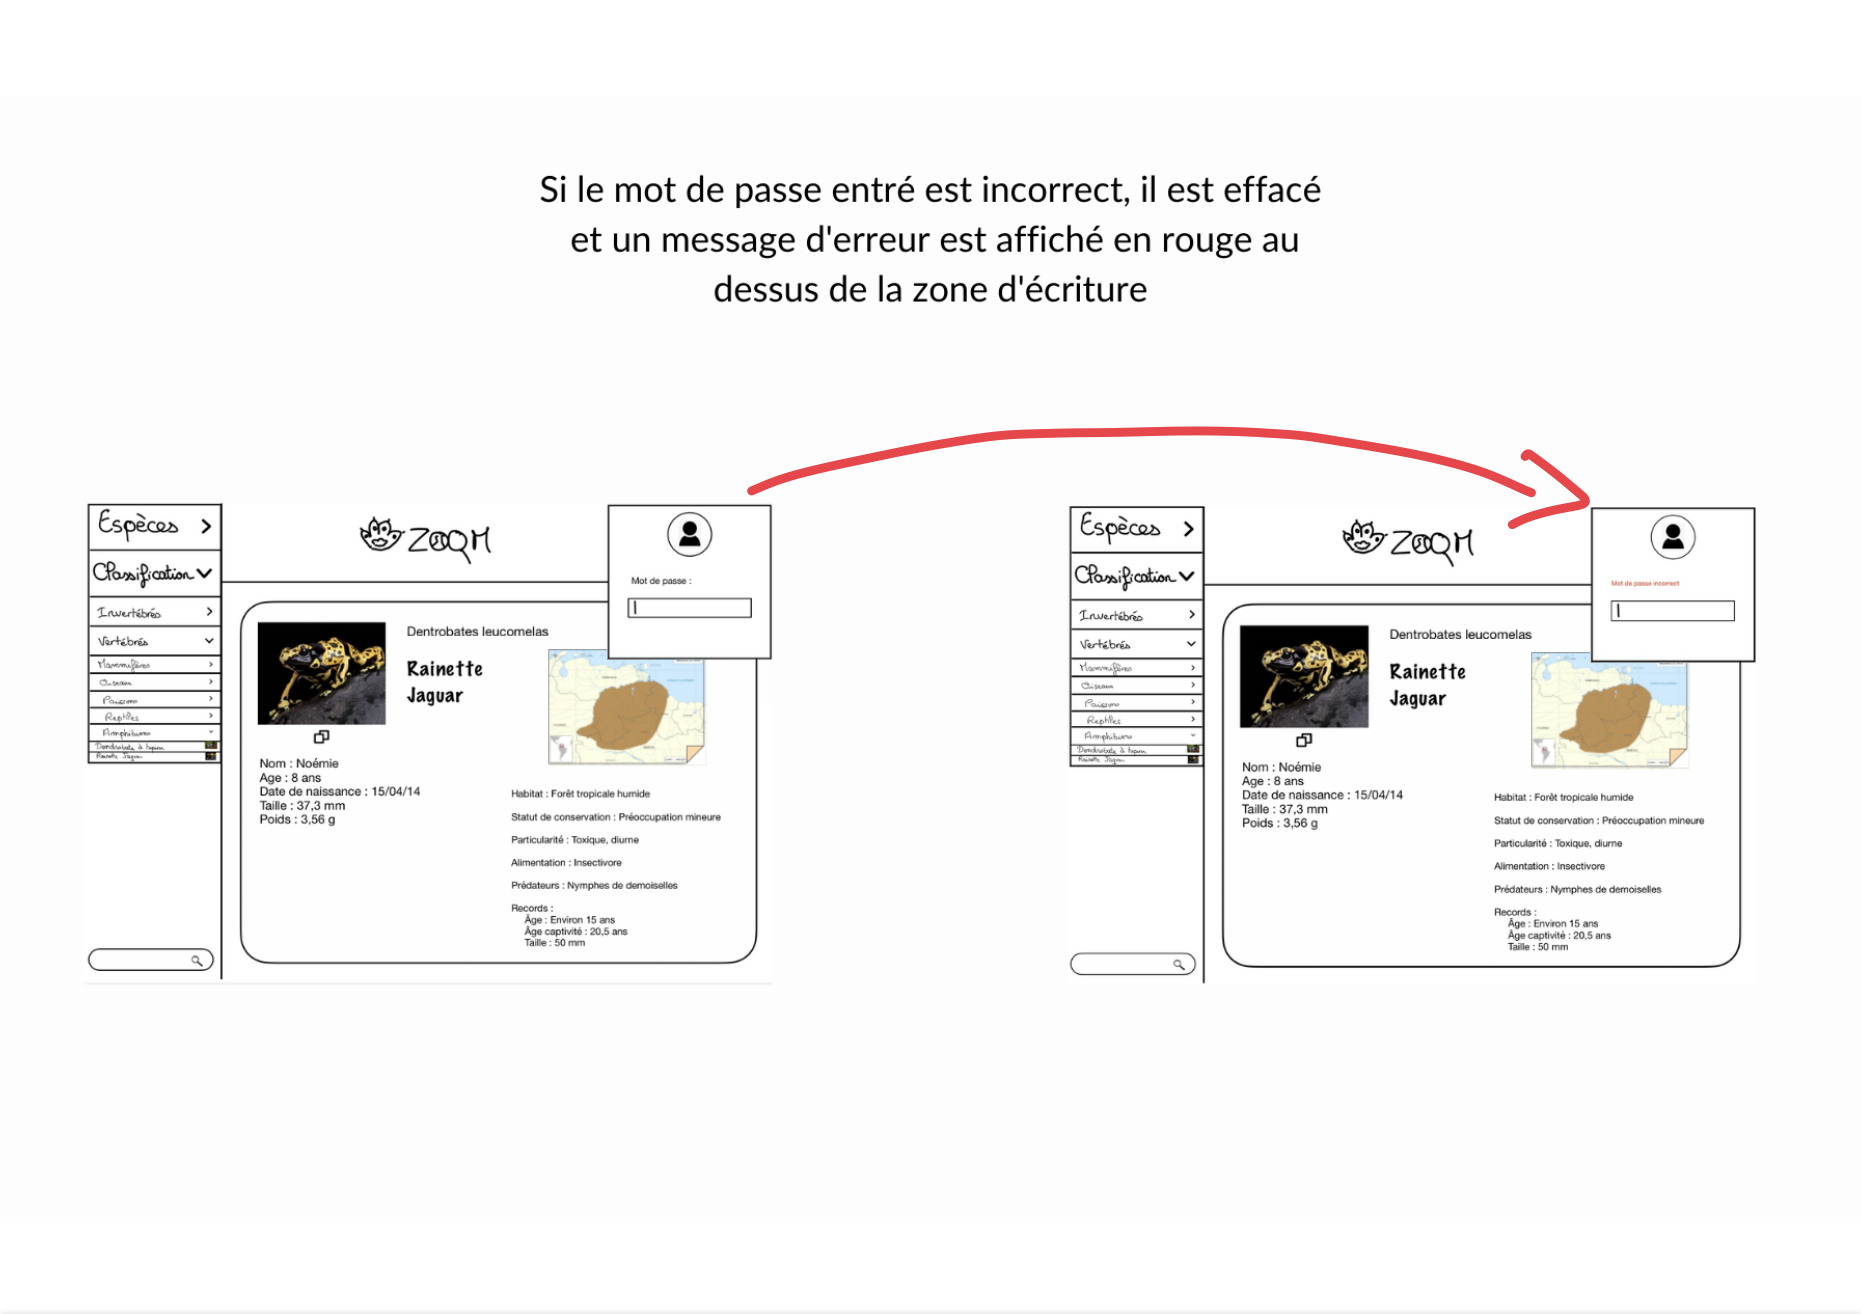 Si le mot de passe entré est incorrect, il est effacé
et un message d'erreur est affiché en rouge au
dessus de la zone d'écriture
Espèces
Classification
Invertébrés
Vertébrés
Mammifères
Oiseaux
Poissons
Reptiles
Amphibiens
Rainette Jaguar
ZOOM
Mot de passe :
Dentrobates leucomelas
Rainette
Jaguar
Nom : Noémie
Age : 8 ans
Date de naissance : 15/04/14
Taille : 37,3 mm
Poids : 3,56 g
Habitat : Forêt tropicale humide
Statut de conservation : Préoccupation mineure
Particularité : Toxique, diurne
Alimentation : Insectivore
Prédateurs : Nymphes de demoiselles
Records :
Âge : Environ 15 ans
Âge captivité : 20,5 ans
Taille : 50 mm
Espèces
Classification
Invertébrés
Vertébrés
Mammifères
Oiseaux
Poissons
Reptiles
Amphibiens
Rainette Jaguar
ZOOM
Mot de passe incorrect
Dentrobates leucomelas
Rainette
Jaguar
Nom : Noémie
Age : 8 ans
Date de naissance : 15/04/14
Taille : 37,3 mm
Poids : 3,56 g
Habitat : Forêt tropicale humide
Statut de conservation : Préoccupation mineure
Particularité : Toxique, diurne
Alimentation : Insectivore
Prédateurs : Nymphes de demoiselles
Records :
Âge : Environ 15 ans
Âge captivité : 20,5 ans
Taille : 50 mm